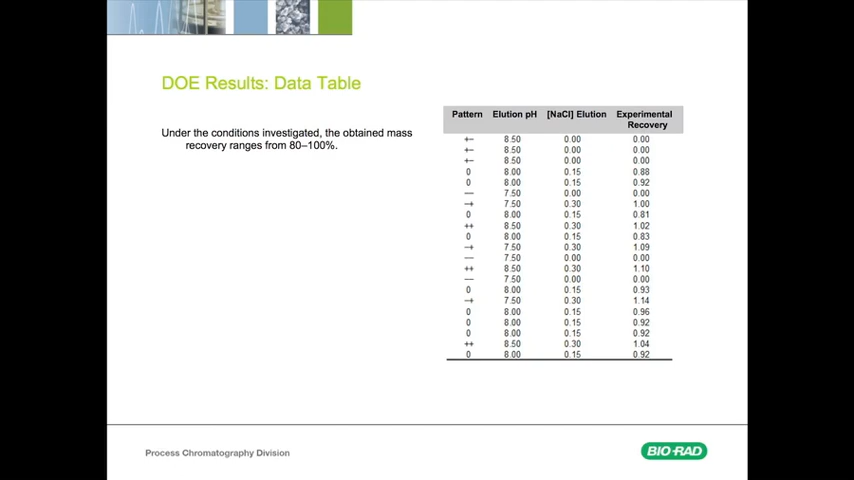 DOE Results: Data Table
Under the conditions investigated, the obtained mass
recovery ranges from 80–100%.
Pattern Elution pH [NaCl] Elution Experimental
Recovery
+− 8.50 0.00 0.00
+− 8.50 0.00 0.00
+− 8.50 0.00 0.00
0 8.00 0.15 0.88
0 8.00 0.15 0.92
−− 7.50 0.00 0.00
−+ 7.50 0.30 1.00
0 8.00 0.15 0.81
++ 8.50 0.30 1.02
0 8.00 0.15 0.83
−+ 7.50 0.30 1.09
−− 7.50 0.00 0.00
++ 8.50 0.30 1.10
−− 7.50 0.00 0.00
0 8.00 0.15 0.93
−+ 7.50 0.30 1.14
0 8.00 0.15 0.96
0 8.00 0.15 0.92
0 8.00 0.15 0.92
++ 8.50 0.30 1.04
0 8.00 0.15 0.92
Process Chromatography Division
BIO-RAD